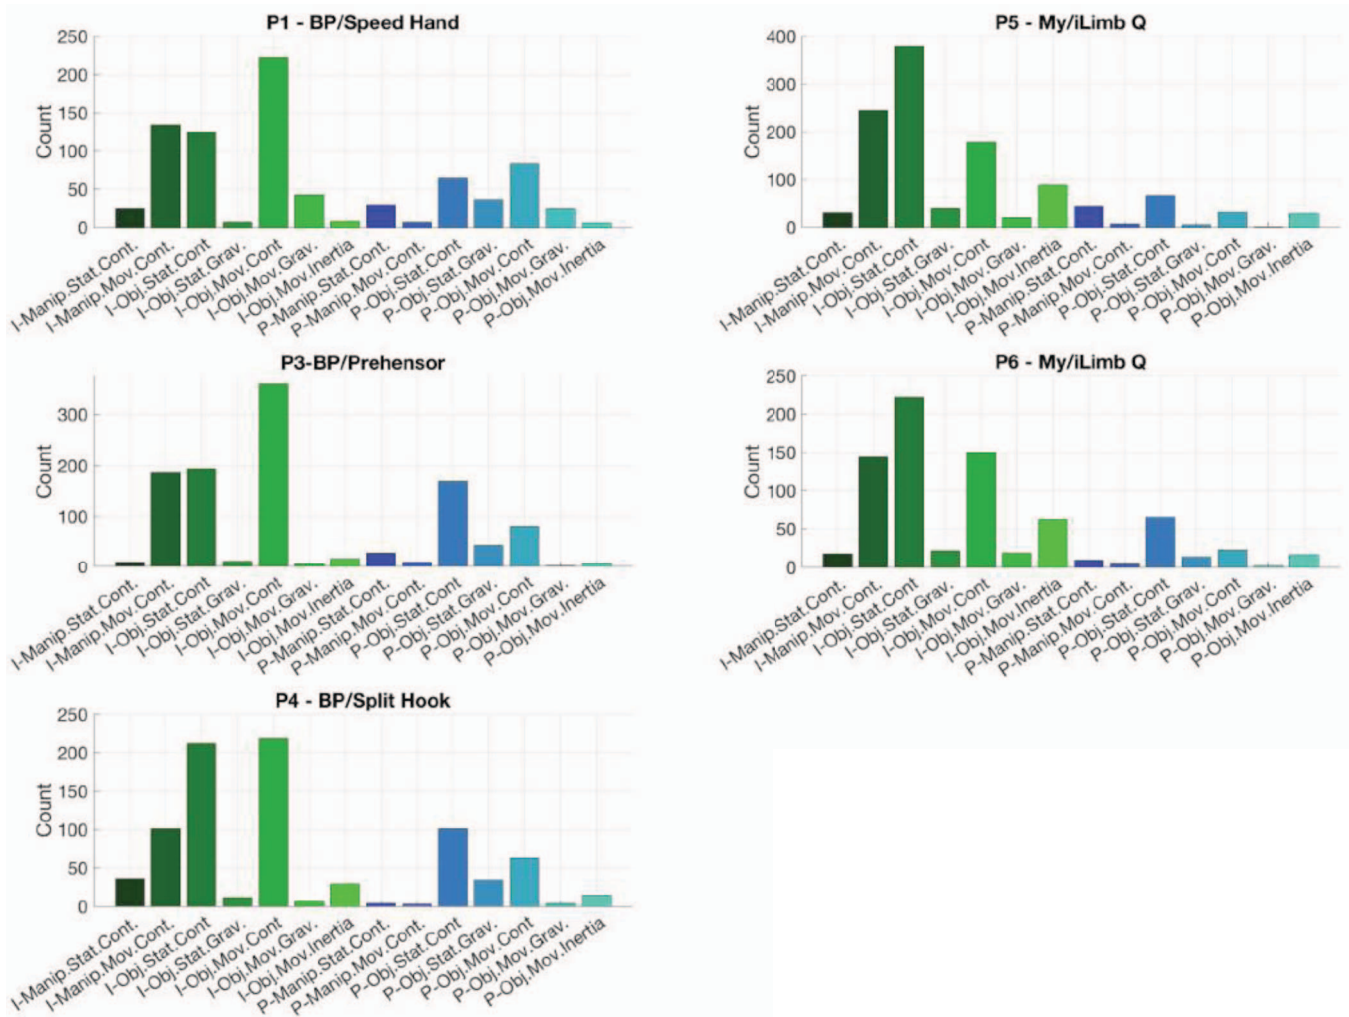 P1 - BP/Speed Hand
250
200
150
100
50
0
Count
I-Manip.Stat.Cont.
I-Manip.Mov.Cont.
I-Obj.Stat.Cont
I-Obj.Stat.Grav.
I-Obj.Mov.Cont
I-Obj.Mov.Grav.
I-Obj.Mov.Inertia
P-Manip.Stat.Cont.
P-Manip.Mov.Cont.
P-Obj.Stat.Cont
P-Obj.Stat.Grav.
P-Obj.Mov.Cont
P-Obj.Mov.Grav.
P-Obj.Mov.Inertia
P5 - My/iLimb Q
400
300
200
100
0
Count
I-Manip.Stat.Cont.
I-Manip.Mov.Cont.
I-Obj.Stat.Cont
I-Obj.Stat.Grav.
I-Obj.Mov.Cont
I-Obj.Mov.Grav.
I-Obj.Mov.Inertia
P-Manip.Stat.Cont.
P-Manip.Mov.Cont.
P-Obj.Stat.Cont
P-Obj.Stat.Grav.
P-Obj.Mov.Cont
P-Obj.Mov.Grav.
P-Obj.Mov.Inertia
P3-BP/Prehensor
300
200
100
0
Count
I-Manip.Stat.Cont.
I-Manip.Mov.Cont.
I-Obj.Stat.Cont
I-Obj.Stat.Grav.
I-Obj.Mov.Cont
I-Obj.Mov.Grav.
I-Obj.Mov.Inertia
P-Manip.Stat.Cont.
P-Manip.Mov.Cont.
P-Obj.Stat.Cont
P-Obj.Stat.Grav.
P-Obj.Mov.Cont
P-Obj.Mov.Grav.
P-Obj.Mov.Inertia
P6 - My/iLimb Q
250
200
150
100
50
0
Count
I-Manip.Stat.Cont.
I-Manip.Mov.Cont.
I-Obj.Stat.Cont
I-Obj.Stat.Grav.
I-Obj.Mov.Cont
I-Obj.Mov.Grav.
I-Obj.Mov.Inertia
P-Manip.Stat.Cont.
P-Manip.Mov.Cont.
P-Obj.Stat.Cont
P-Obj.Stat.Grav.
P-Obj.Mov.Cont
P-Obj.Mov.Grav.
P-Obj.Mov.Inertia
P4 - BP/Split Hook
250
200
150
100
50
0
Count
I-Manip.Stat.Cont.
I-Manip.Mov.Cont.
I-Obj.Stat.Cont
I-Obj.Stat.Grav.
I-Obj.Mov.Cont
I-Obj.Mov.Grav.
I-Obj.Mov.Inertia
P-Manip.Stat.Cont.
P-Manip.Mov.Cont.
P-Obj.Stat.Cont
P-Obj.Stat.Grav.
P-Obj.Mov.Cont
P-Obj.Mov.Grav.
P-Obj.Mov.Inertia